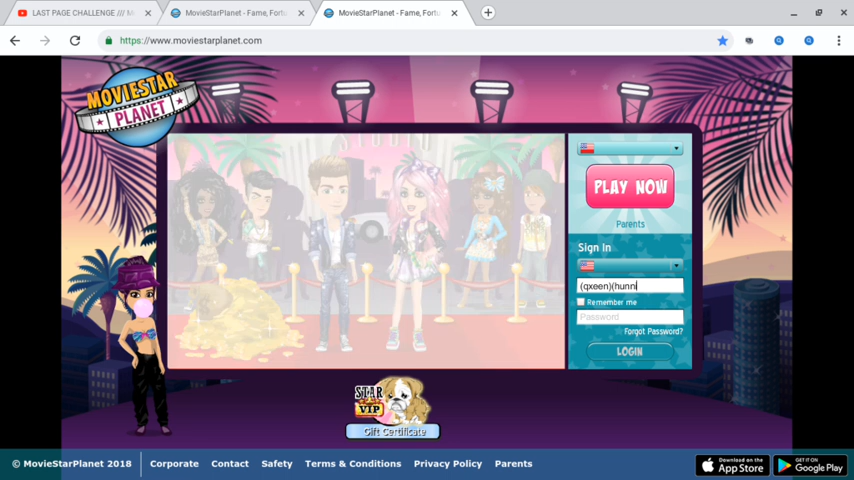 LAST PAGE CHALLENGE /// M
MovieStarPlanet - Fame, Fortu
MovieStarPlanet - Fame, Fortu
https://www.moviestarplanet.com
MOVIESTAR
PLANET
PLAY NOW
Parents
Sign In
(qxeen)(hunni
Remember me
Password
Forgot Password?
LOGIN
STAR
VIP
Gift Certificate
© MovieStarPlanet 2018
Corporate
Contact
Safety
Terms & Conditions
Privacy Policy
Parents
Download on the
App Store
GET IT ON
Google Play